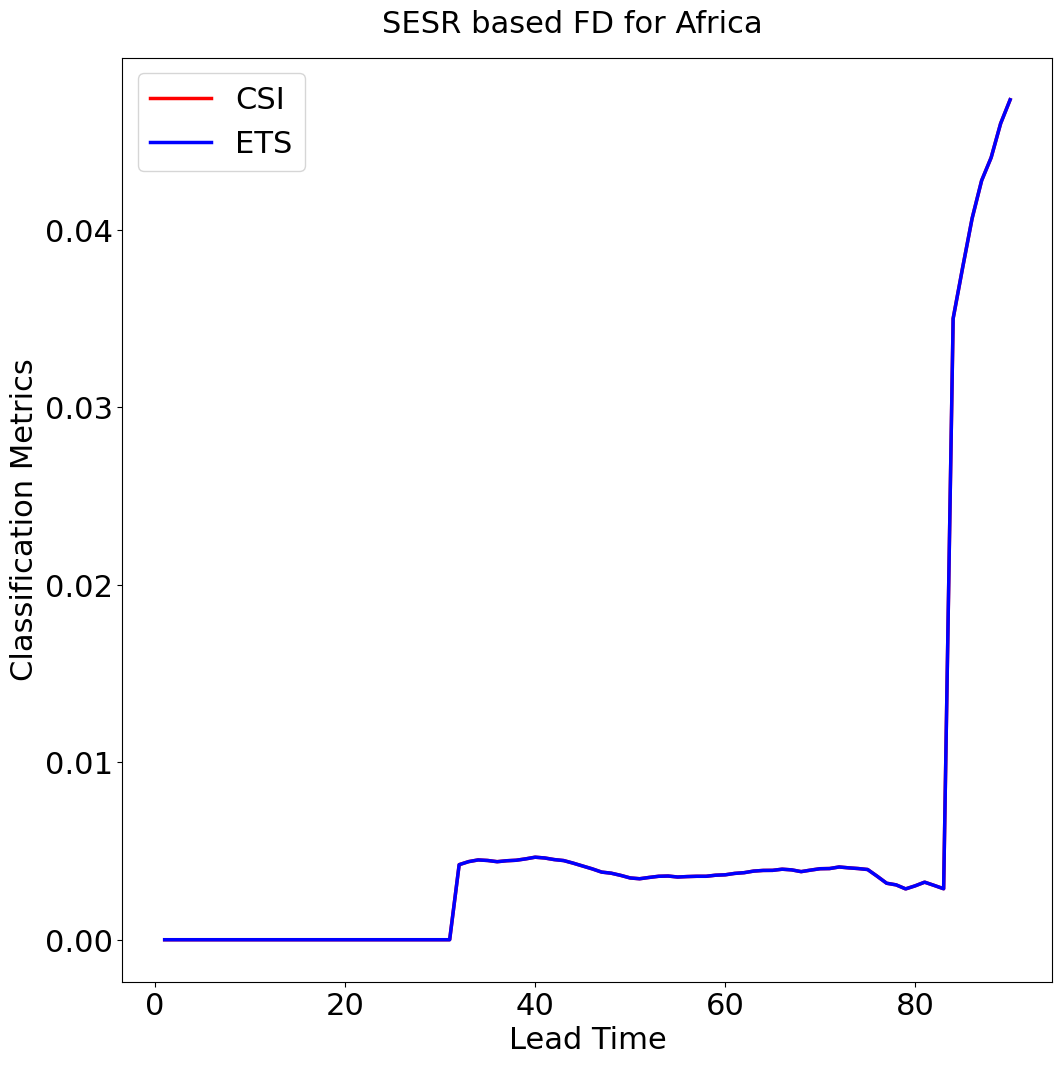 SESR based FD for Africa
CSI
ETS
Classification Metrics
0.04
0.03
0.02
0.01
0.00
0 20 40 60 80
Lead Time